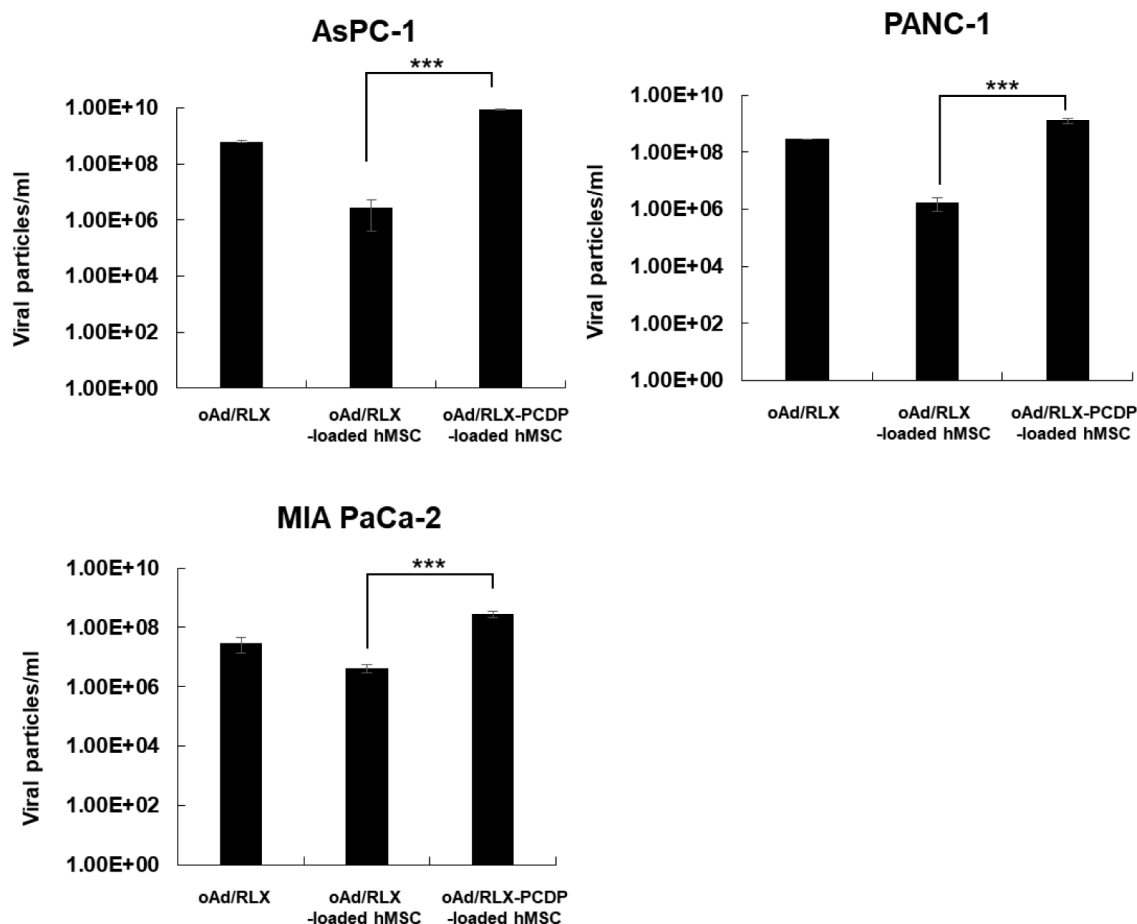 AsPC-1
***
Viral particles/ml
1.00E+10
1.00E+08
1.00E+06
1.00E+04
1.00E+02
1.00E+00
oAd/RLX
oAd/RLX
-loaded hMSC
oAd/RLX-PCDP
-loaded hMSC
PANC-1
***
Viral particles/ml
1.00E+10
1.00E+08
1.00E+06
1.00E+04
1.00E+02
1.00E+00
oAd/RLX
oAd/RLX
-loaded hMSC
oAd/RLX-PCDP
-loaded hMSC
MIA PaCa-2
***
Viral particles/ml
1.00E+10
1.00E+08
1.00E+06
1.00E+04
1.00E+02
1.00E+00
oAd/RLX
oAd/RLX
-loaded hMSC
oAd/RLX-PCDP
-loaded hMSC